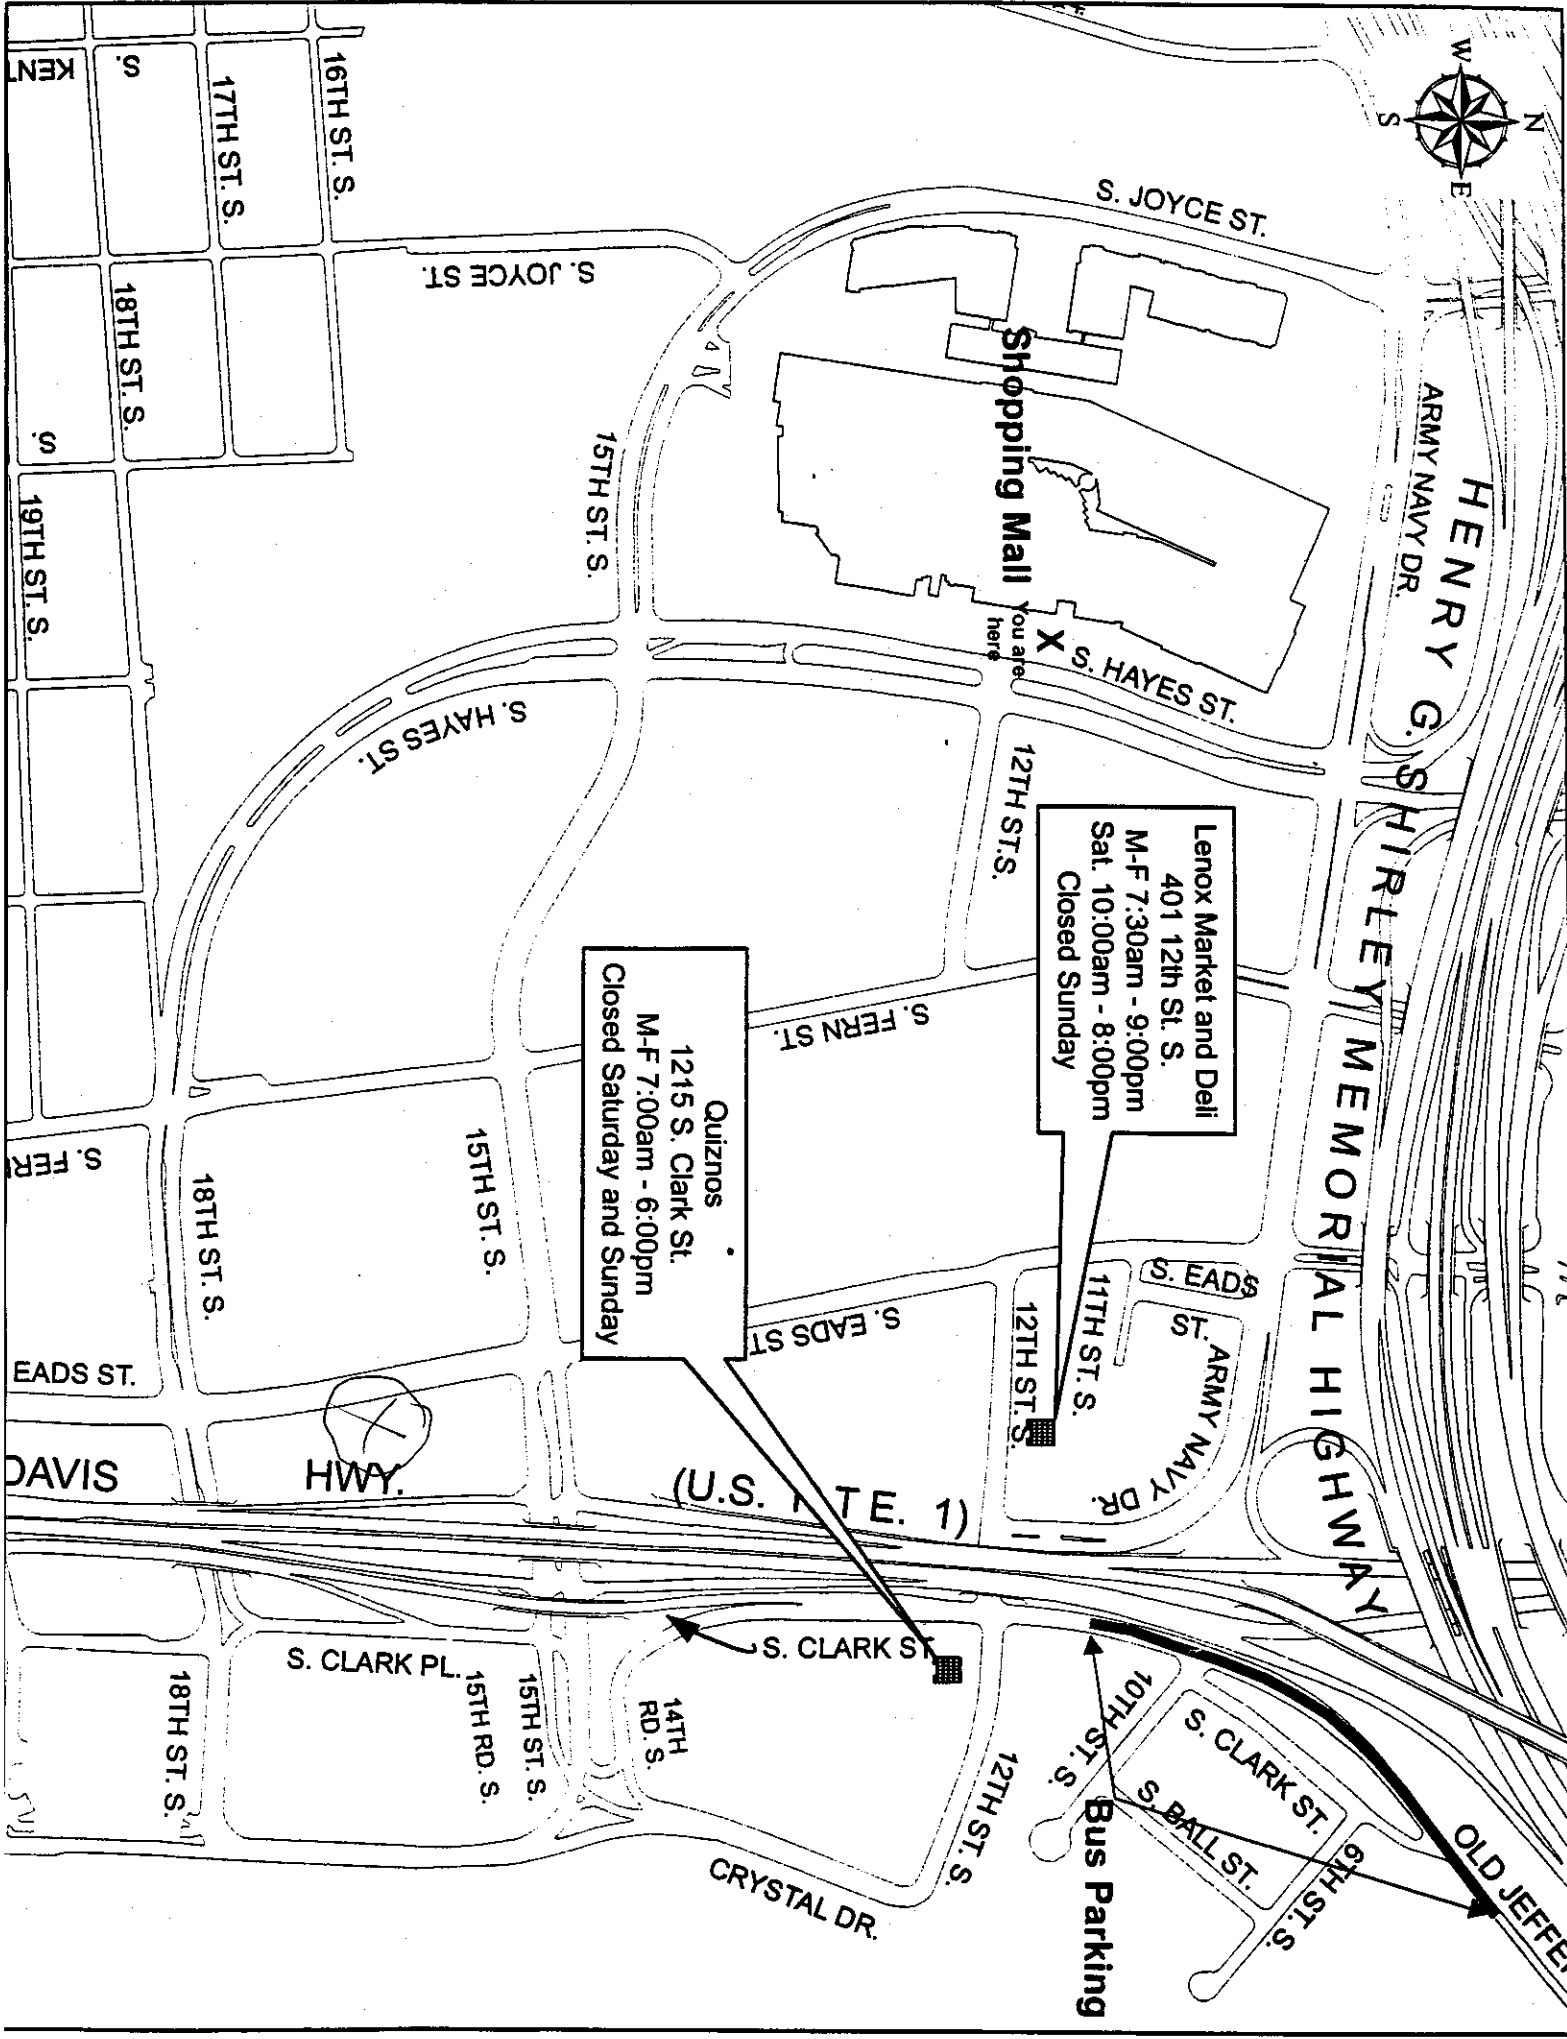 N
W
E
S
HENRY G. SHIRLEY MEMORIAL HIGHWAY
OLD JEFFE
ARMY NAVY DR.
S. JOYCE ST.
S. HAYES ST.
S. EADS
ST.
ARMY NAVY DR.
6TH ST. S.
S. CLARK ST.
S. BALL ST.
10TH ST. S.
11TH ST. S.
Lenox Market and Deli
401 12th St. S.
M-F 7:30am - 9:00pm
Sat. 10:00am - 8:00pm
Closed Sunday
Bus Parking
Shopping Mall
X
You are
here
12TH ST.S.
12TH ST. S.
12TH ST. S.
S. FERN ST.
S. EADS ST
(U.S. TE. 1)
S. CLARK ST
CRYSTAL DR.
Quiznos
1215 S. Clark St.
M-F 7:00am - 6:00pm
Closed Saturday and Sunday
14TH
RD. S.
15TH ST. S.
S. JOYCE ST.
S. HAYES ST.
15TH ST. S.
15TH ST. S.
15TH RD. S.
S. CLARK PL.
HWY.
16TH ST. S.
17TH ST. S.
18TH ST. S.
18TH ST. S.
18TH ST. S.
S.
KENT
S.
19TH ST. S.
S. FER
EADS ST.
DAVIS